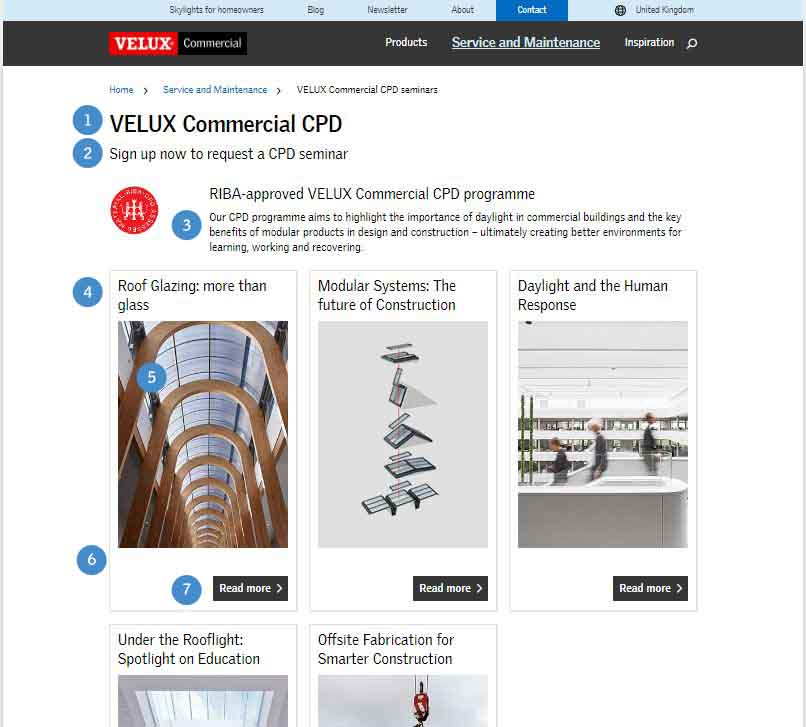 Skylights for homeowners Blog Newsletter About Contact United Kingdom
VELUX Commercial Products Service and Maintenance Inspiration
Home > Service and Maintenance > VELUX Commercial CPD seminars
1 VELUX Commercial CPD
2 Sign up now to request a CPD seminar
RIBA-approved VELUX Commercial CPD programme
3 Our CPD programme aims to highlight the importance of daylight in commercial buildings and the key
benefits of modular products in design and construction – ultimately creating better environments for
learning, working and recovering.
4 Roof Glazing: more than
glass
5
6
7 Read more
Modular Systems: The
future of Construction
Read more
Daylight and the Human
Response
Read more
Under the Rooflight:
Spotlight on Education
Offsite Fabrication for
Smarter Construction